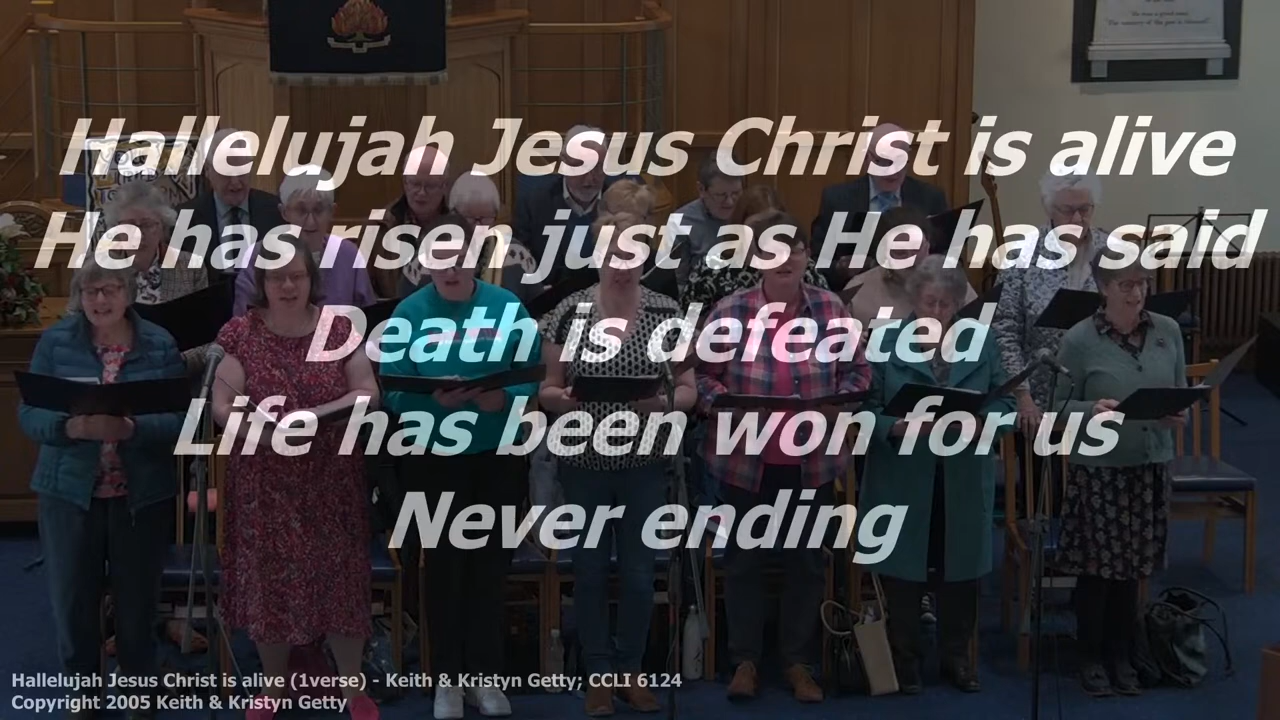 Hallelujah Jesus Christ is alive
He has risen just as He has said
Death is defeated
Life has been won for us
Never ending
Hallelujah Jesus Christ is alive (1verse) - Keith & Kristyn Getty; CCLI 6124
Copyright 2005 Keith & Kristyn Getty